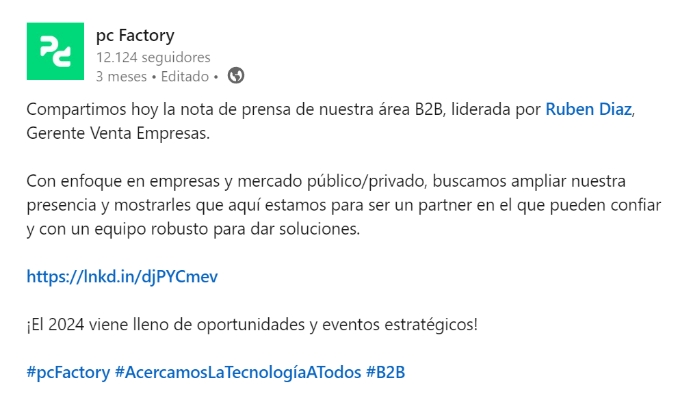 pc Factory
12.124 seguidores
3 meses • Editado •
Compartimos hoy la nota de prensa de nuestra área B2B, liderada por Ruben Diaz,
Gerente Venta Empresas.
Con enfoque en empresas y mercado público/privado, buscamos ampliar nuestra
presencia y mostrarles que aquí estamos para ser un partner en el que pueden confiar
y con un equipo robusto para dar soluciones.
https://lnkd.in/djPYCmev
¡El 2024 viene lleno de oportunidades y eventos estratégicos!
#pcFactory #AcercamosLaTecnologíaATodos #B2B